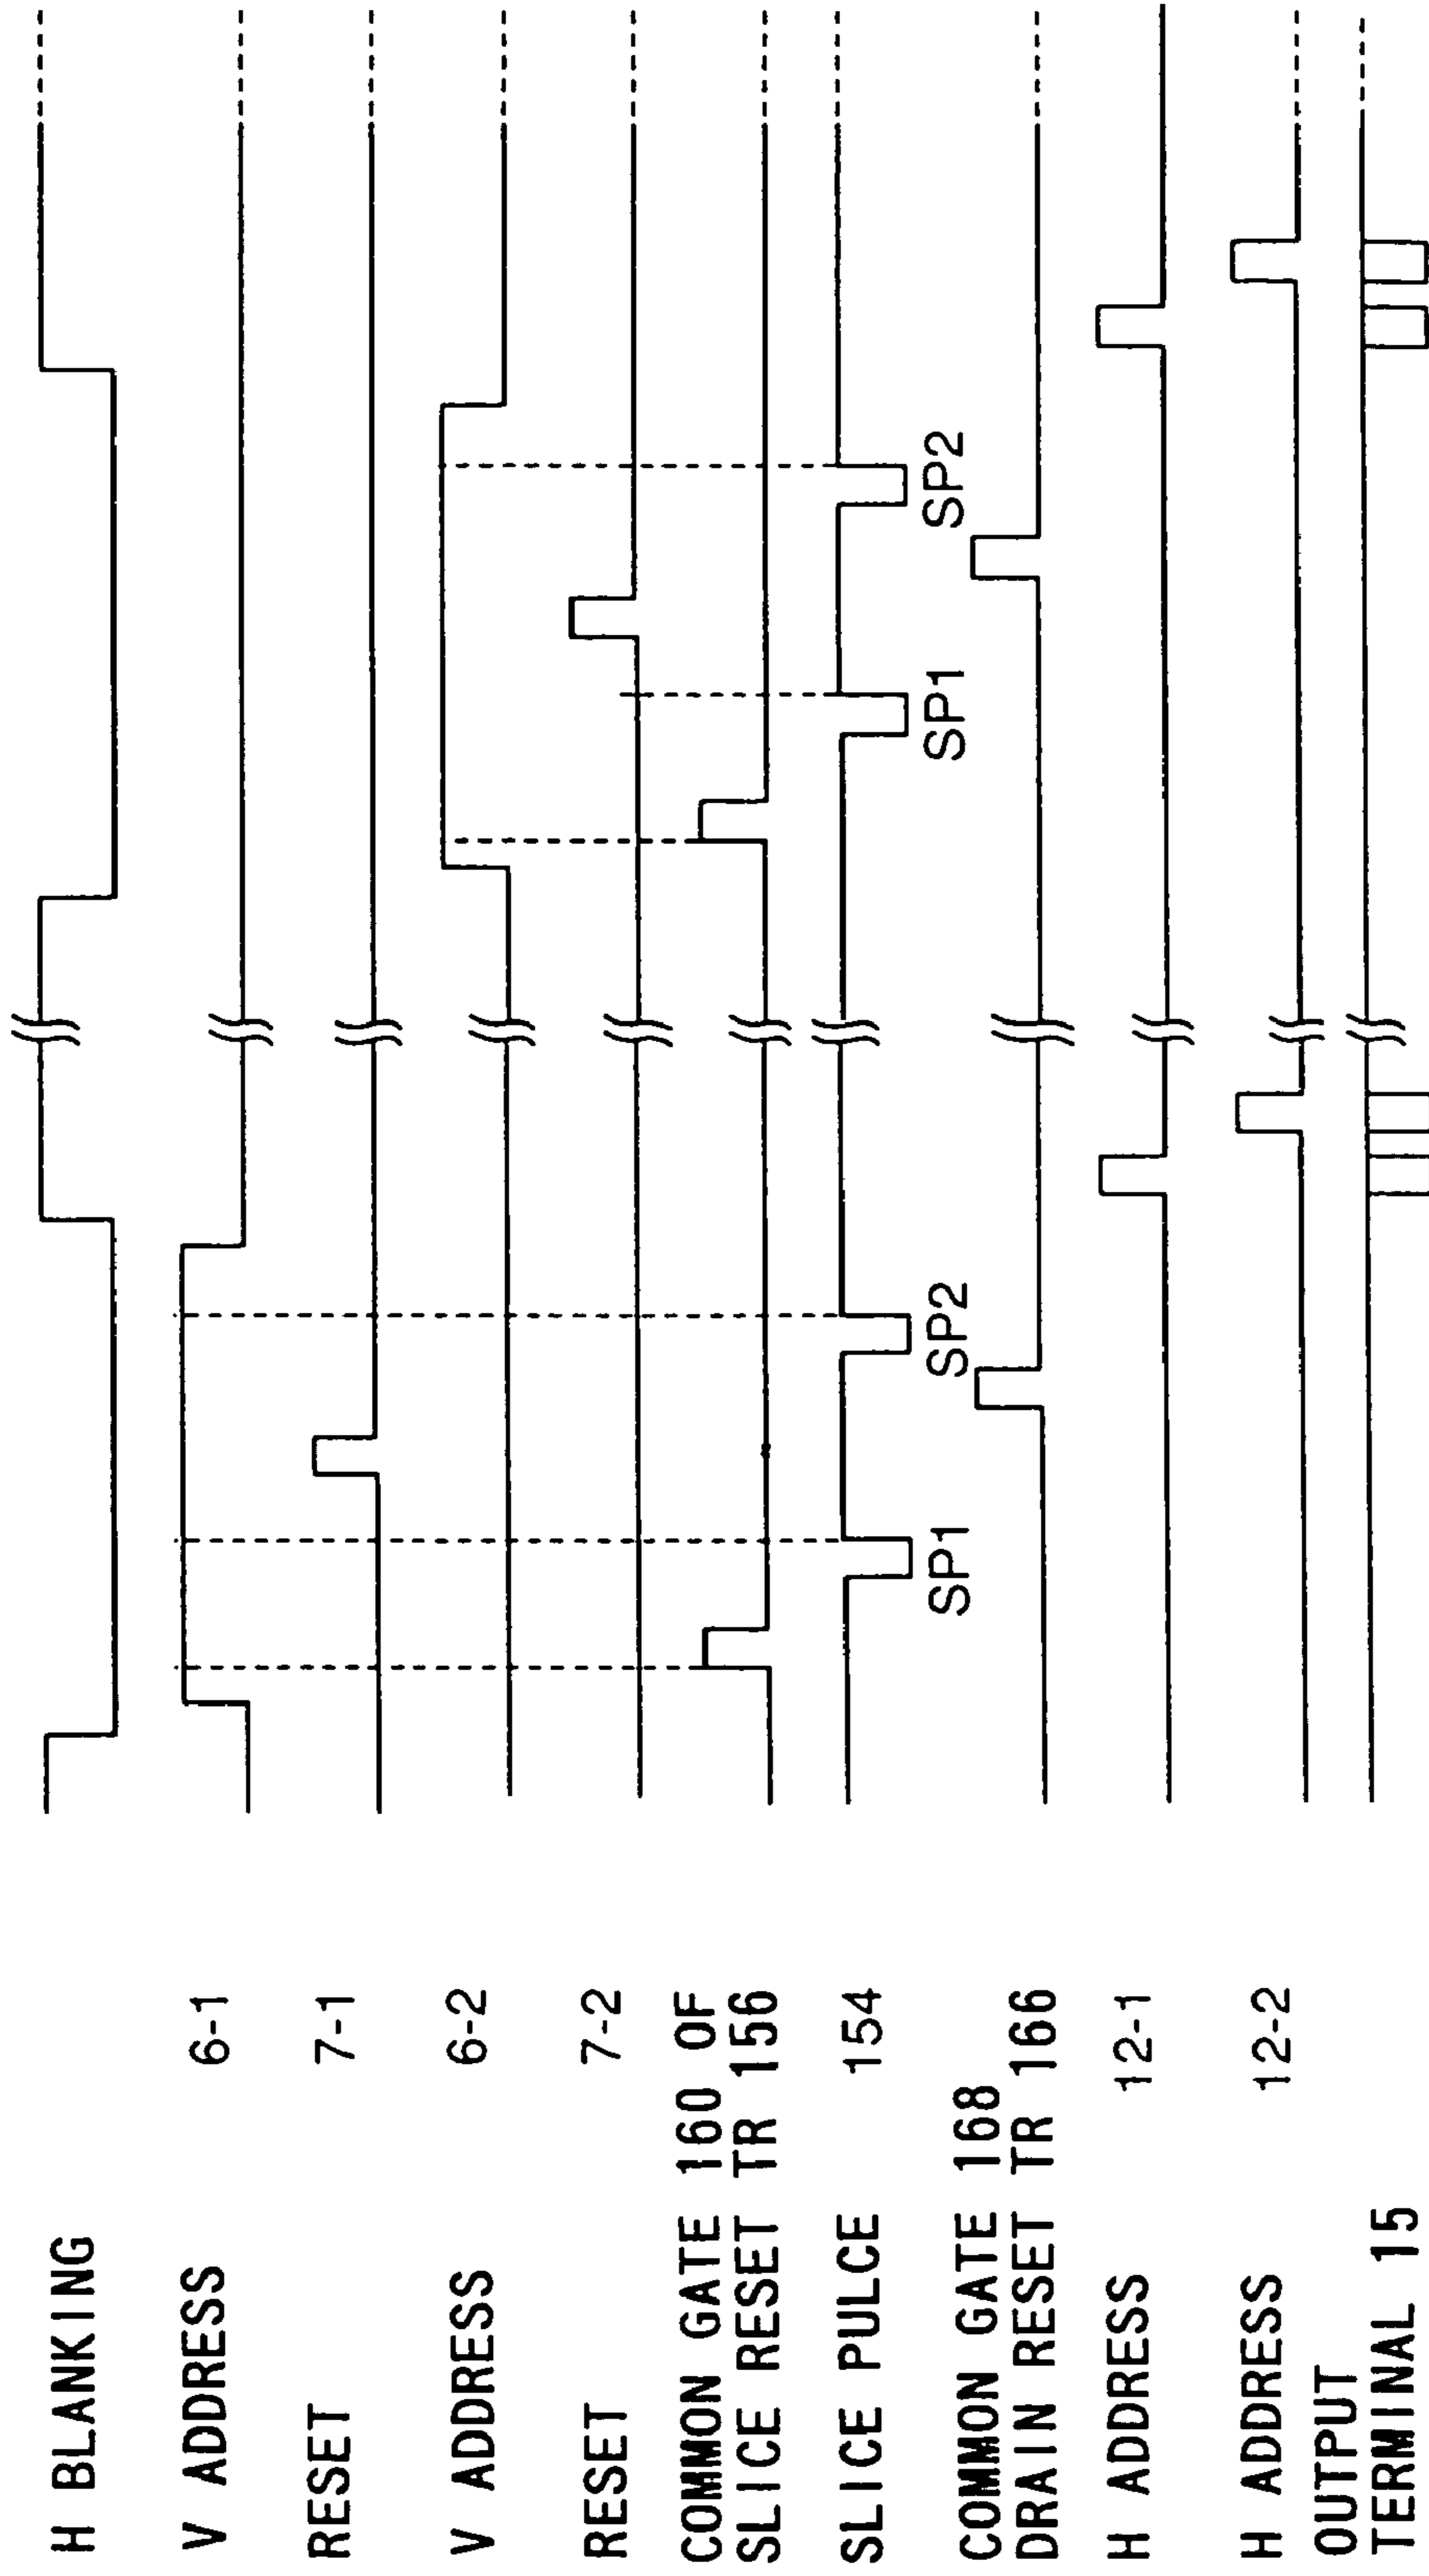 H BLANKING
V ADDRESS 6-1
RESET 7-1
V ADDRESS 6-2
RESET 7-2
COMMON GATE 160 OF
SLICE RESET TR 156
SLICE PULCE 154
SP1 SP2 SP1 SP2
COMMON GATE 168
DRAIN RESET TR 166
H ADDRESS 12-1
H ADDRESS 12-2
OUTPUT
TERMINAL 15